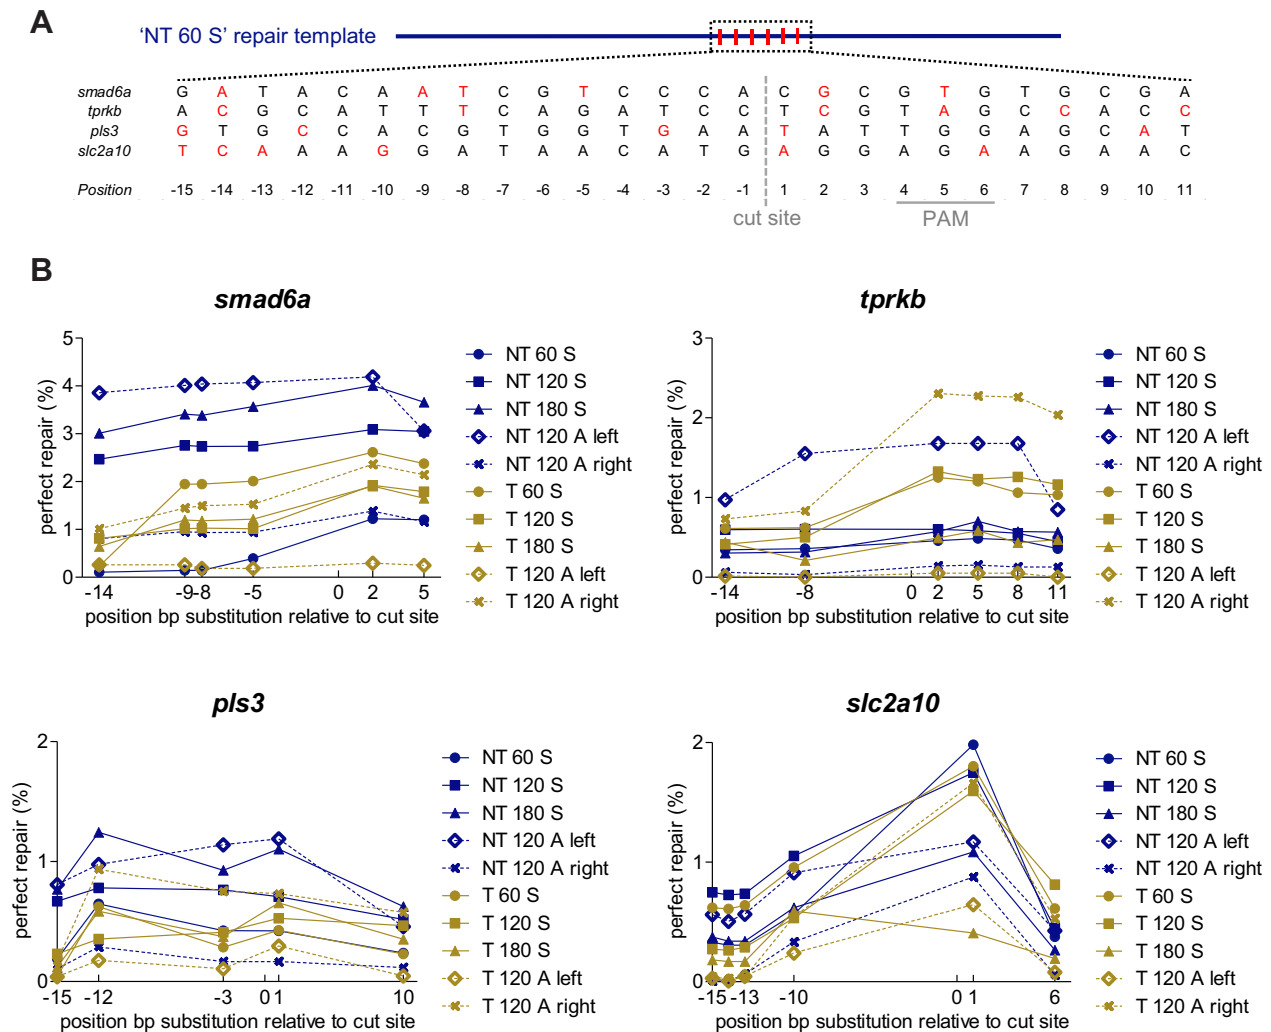 A
‘NT 60 S’ repair template
smad6a G A T A C A A T C G T C C C A C G C G T G T G C G A
tprkb A C G C A T T T C A G A T C C T C G T A G C C A C C
pls3 G T G C C A C G T G G T G A A T A T T G G A G C A T
slc2a10 T C A A A G G A T A A C A T G A G G A G A A G A A C
Position -15 -14 -13 -12 -11 -10 -9 -8 -7 -6 -5 -4 -3 -2 -1 1 2 3 4 5 6 7 8 9 10 11
cut site PAM
B
smad6a
perfect repair (%)
5
4
3
2
1
0
-14 -9 -8 -5 0 2 5
position bp substitution relative to cut site
NT 60 S
NT 120 S
NT 180 S
NT 120 A left
NT 120 A right
T 60 S
T 120 S
T 180 S
T 120 A left
T 120 A right
tprkb
perfect repair (%)
3
2
1
0
-14 -8 0 2 5 8 11
position bp substitution relative to cut site
NT 60 S
NT 120 S
NT 180 S
NT 120 A left
NT 120 A right
T 60 S
T 120 S
T 180 S
T 120 A left
T 120 A right
pls3
perfect repair (%)
2
1
0
-15 -12 -3 0 1 10
position bp substitution relative to cut site
NT 60 S
NT 120 S
NT 180 S
NT 120 A left
NT 120 A right
T 60 S
T 120 S
T 180 S
T 120 A left
T 120 A right
slc2a10
perfect repair (%)
2
1
0
-15 -13 -10 0 1 6
position bp substitution relative to cut site
NT 60 S
NT 120 S
NT 180 S
NT 120 A left
NT 120 A right
T 60 S
T 120 S
T 180 S
T 120 A left
T 120 A right